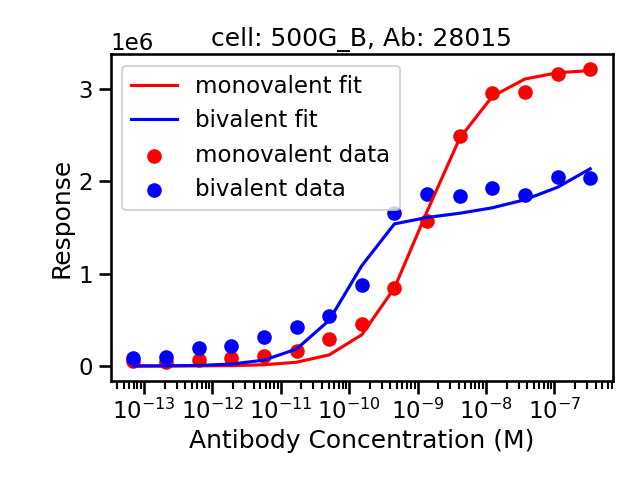 cell: 500G_B, Ab: 28015
1e6
monovalent fit
bivalent fit
monovalent data
bivalent data
3
2
1
0
Response
10⁻¹³ 10⁻¹² 10⁻¹¹ 10⁻¹⁰ 10⁻⁹ 10⁻⁸ 10⁻⁷
Antibody Concentration (M)